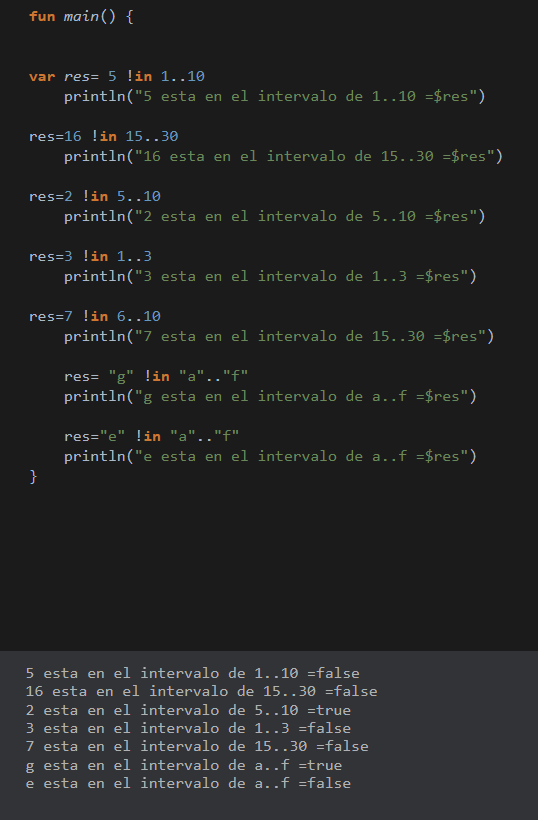 fun main() {
var res= 5 !in 1..10
println("5 esta en el intervalo de 1..10 =$res")
res=16 !in 15..30
println("16 esta en el intervalo de 15..30 =$res")
res=2 !in 5..10
println("2 esta en el intervalo de 5..10 =$res")
res=3 !in 1..3
println("3 esta en el intervalo de 1..3 =$res")
res=7 !in 6..10
println("7 esta en el intervalo de 15..30 =$res")
res= "g" !in "a".."f"
println("g esta en el intervalo de a..f =$res")
res="e" !in "a".."f"
println("e esta en el intervalo de a..f =$res")
}
5 esta en el intervalo de 1..10 =false
16 esta en el intervalo de 15..30 =false
2 esta en el intervalo de 5..10 =true
3 esta en el intervalo de 1..3 =false
7 esta en el intervalo de 15..30 =false
g esta en el intervalo de a..f =true
e esta en el intervalo de a..f =false